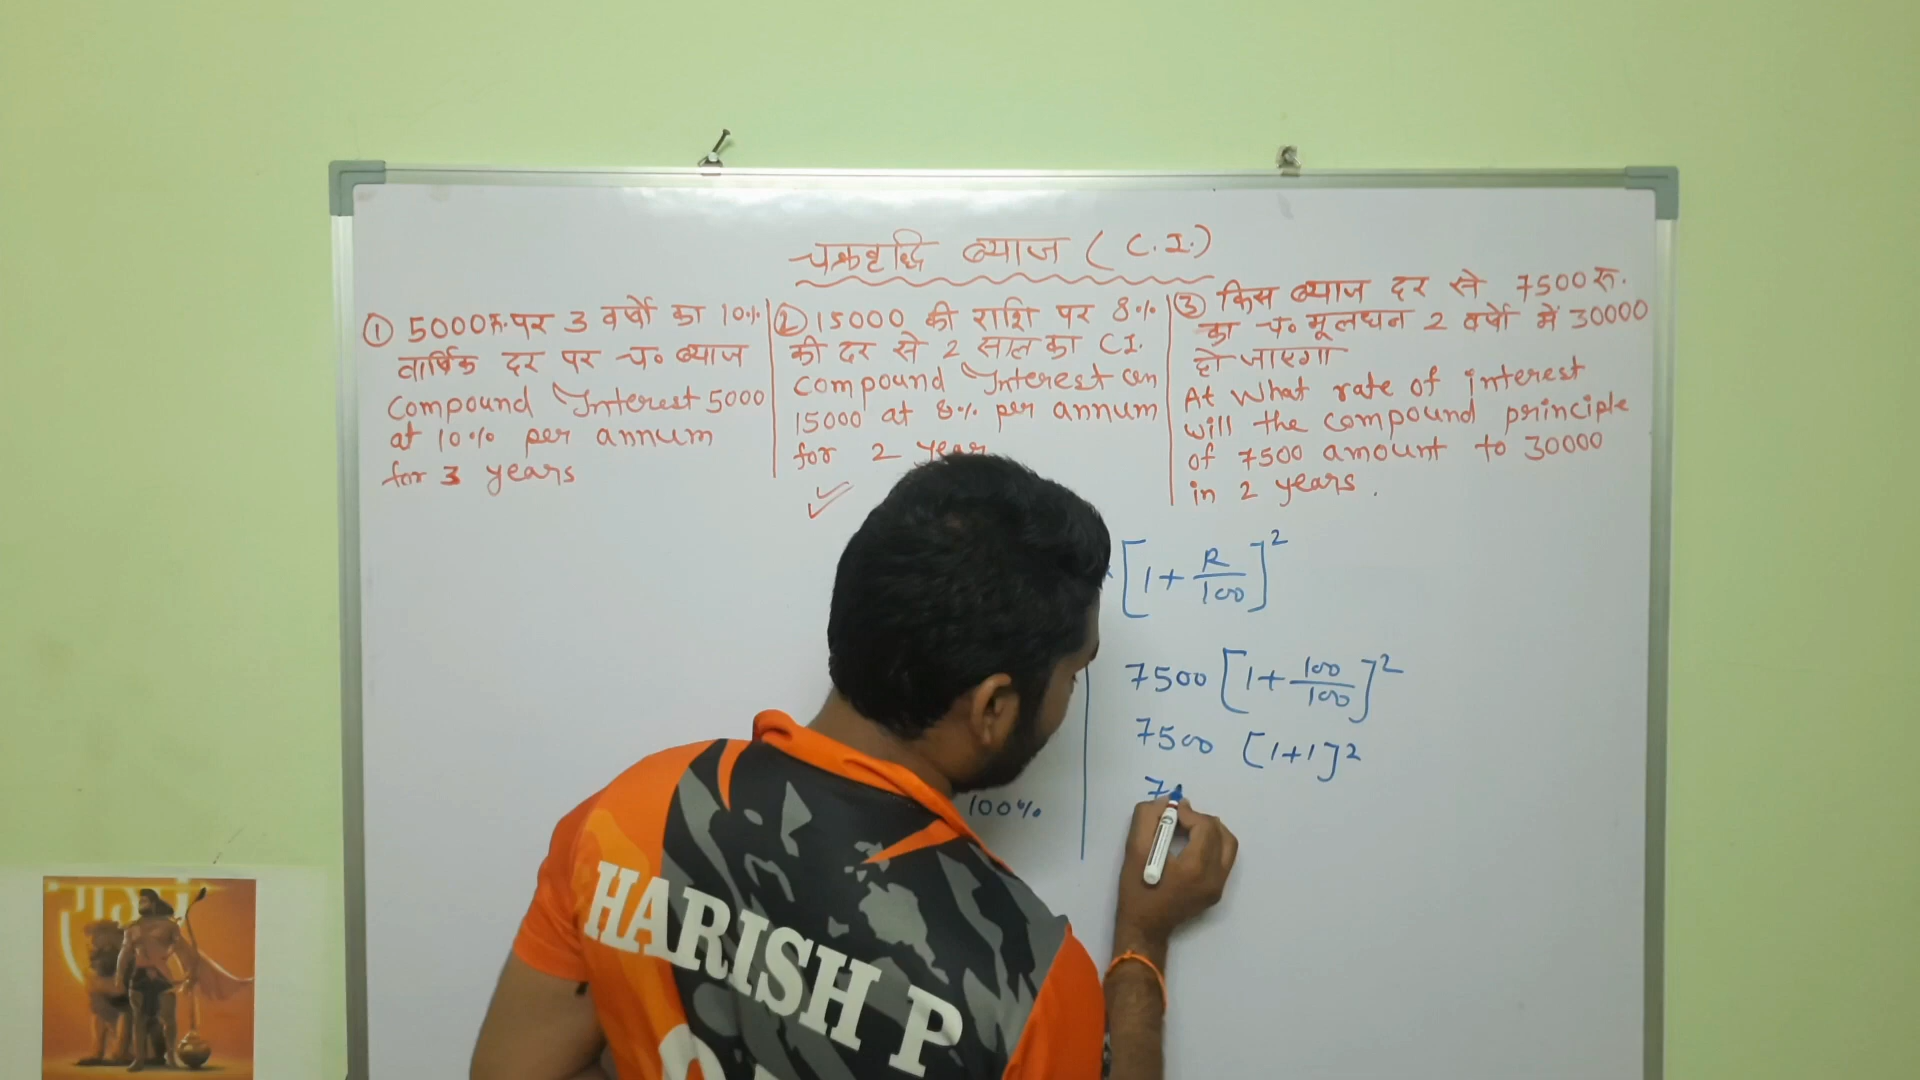 चक्रवृद्धि ब्याज ( C.I.)
① 5000रु. पर 3 वर्षो का 10%
वार्षिक दर पर च० ब्याज
Compound Interest 5000
at 10% per annum
for 3 years
② 15000 की राशि पर 8%
की दर से 2 साल का CI.
Compound Interest on
15000 at 8% per annum
for 2 year
③ किस ब्याज दर से 7500 रु.
का च० मूलधन 2 वर्षो में 30000
हो जाएगा
At What rate of interest
will the compound principle
of 7500 amount to 30000
in 2 years.
[1+ R/100]²
7500 [1+ 100/100]²
7500 [1+1]²
7
100%
HARISH P